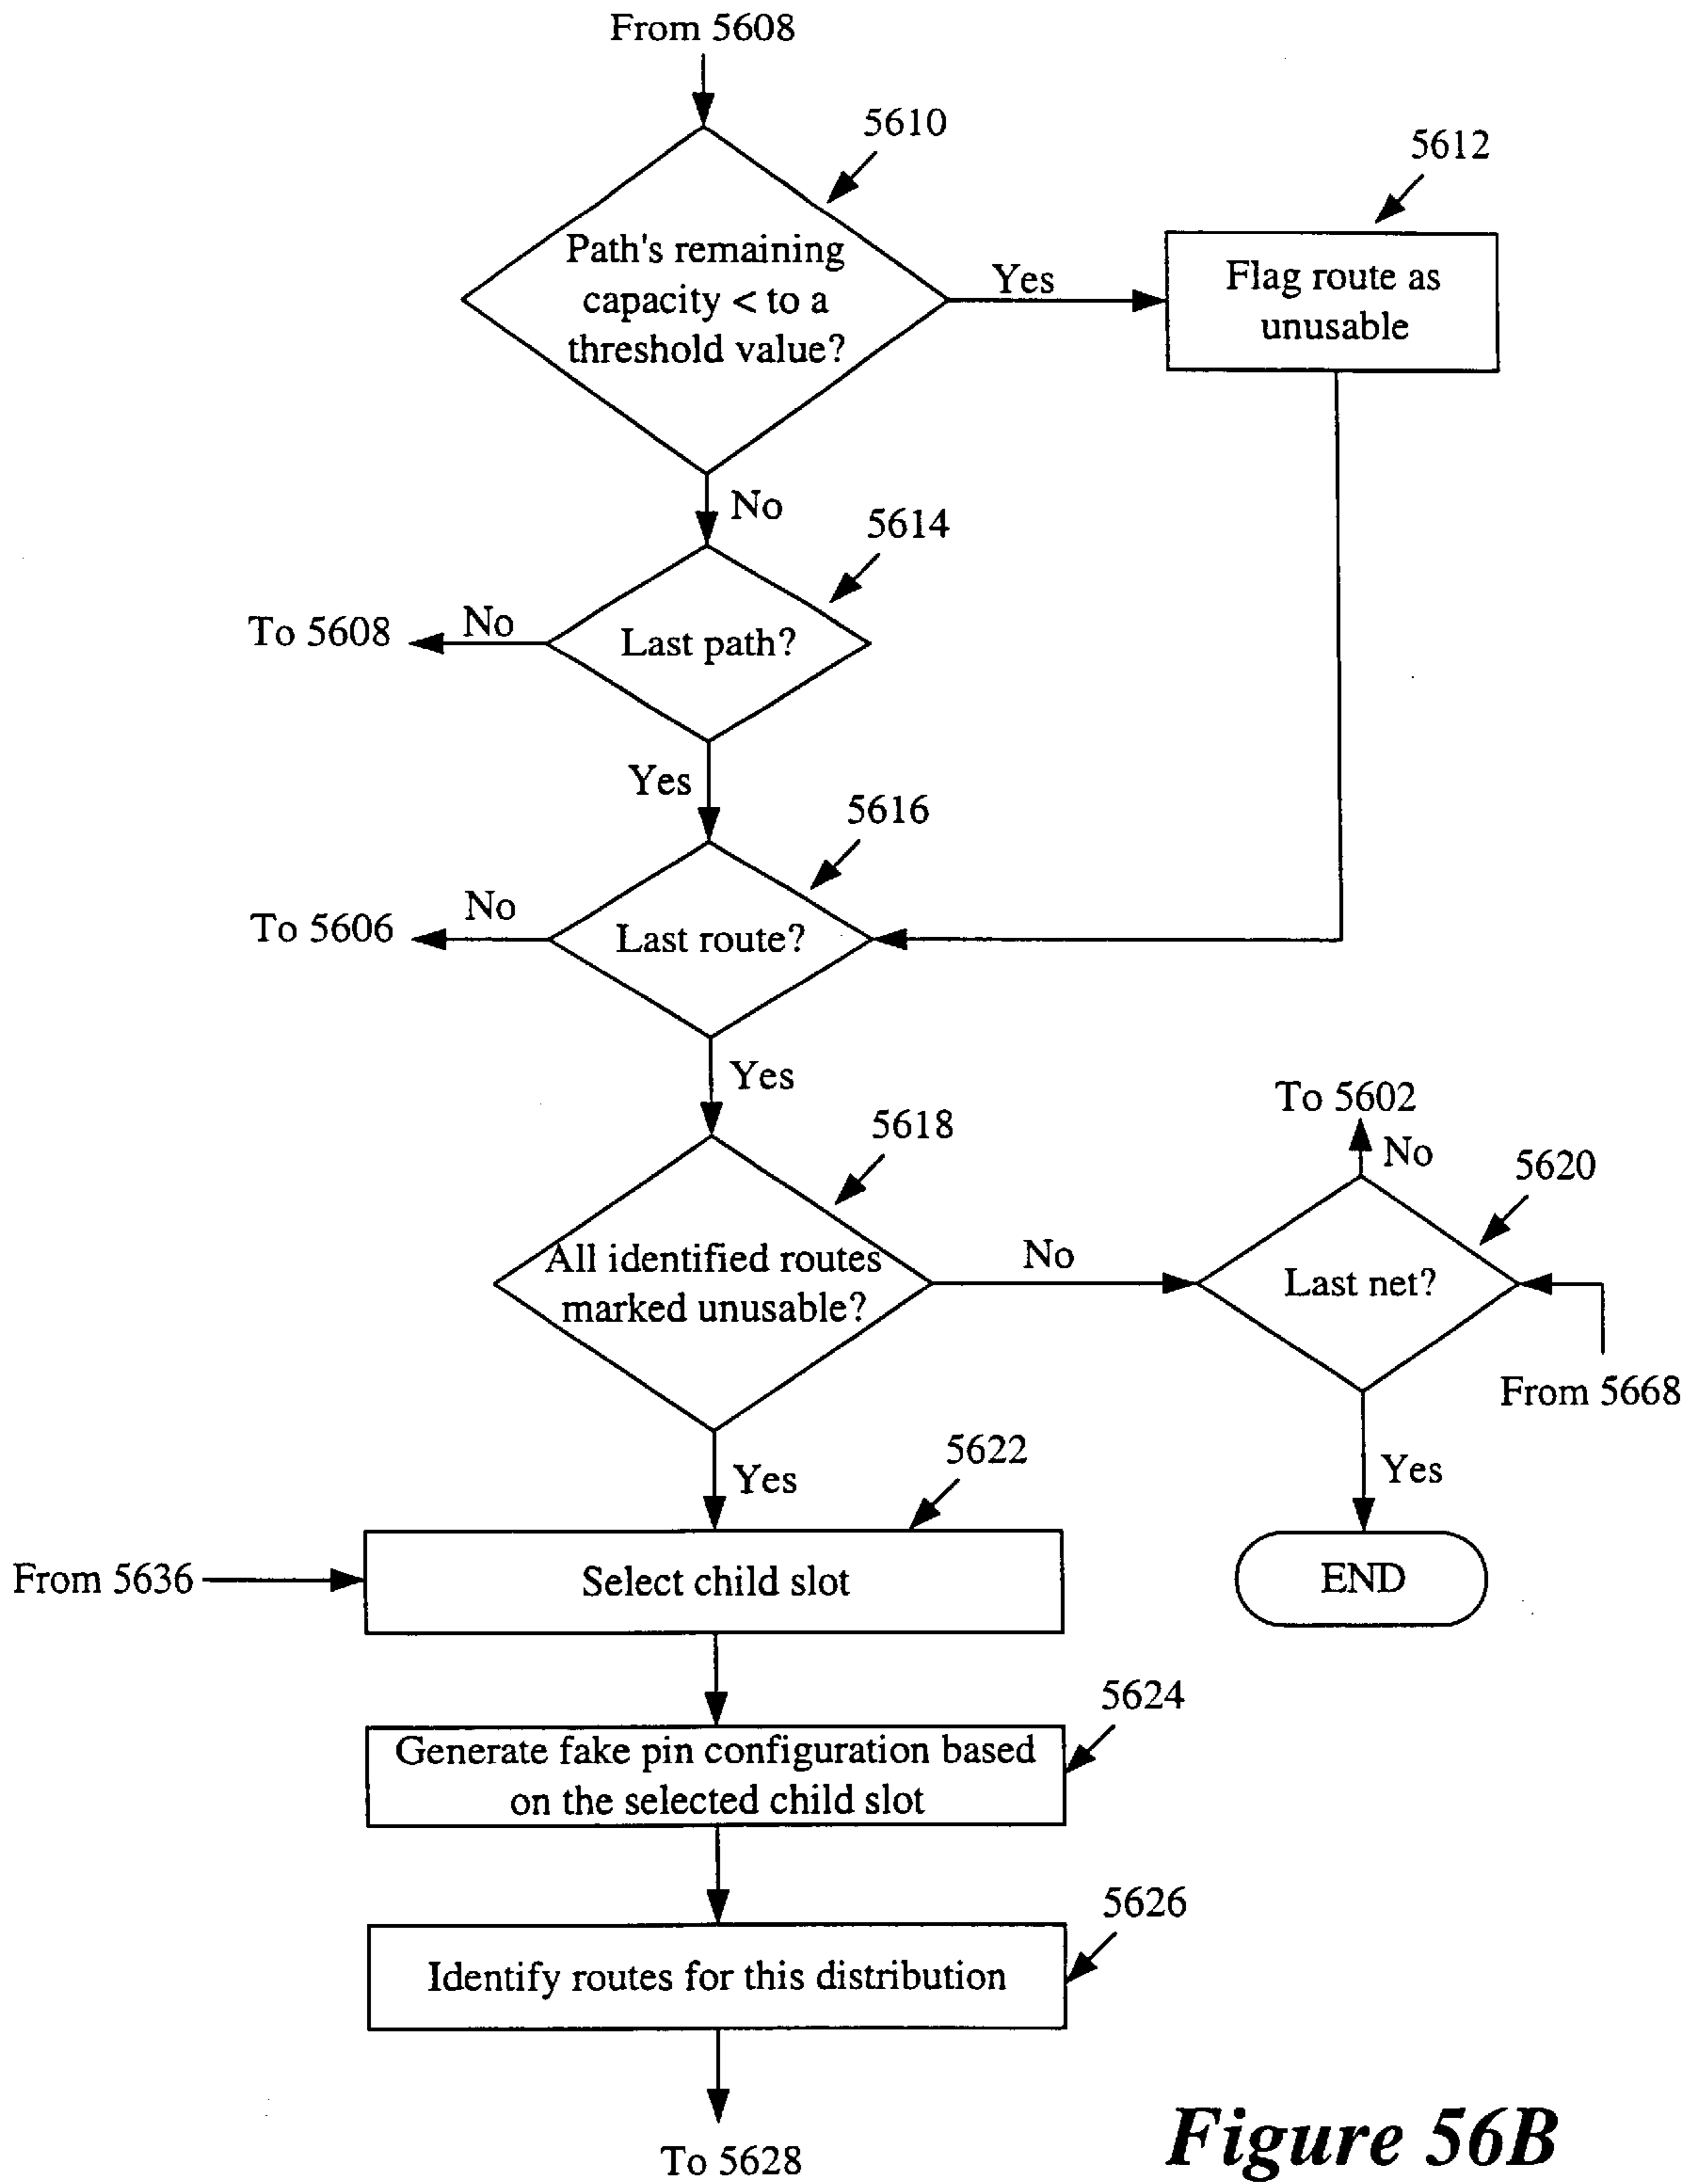 From 5608
5610
5612
Path's remaining
capacity < to a
threshold value?
Yes
Flag route as
unusable
No
5614
To 5608
No
Last path?
Yes
5616
To 5606
No
Last route?
Yes
To 5602
No
5618
5620
All identified routes
marked unusable?
No
Last net?
From 5668
Yes
5622
Yes
From 5636
Select child slot
END
5624
Generate fake pin configuration based
on the selected child slot
5626
Identify routes for this distribution
To 5628
Figure 56B